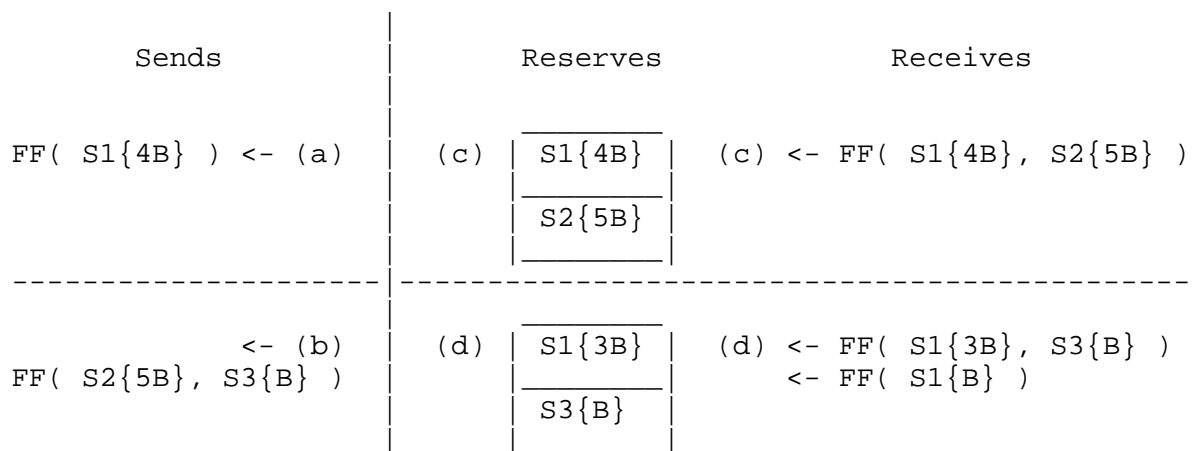 Sends | Reserves Receives
FF( S1{4B} ) <- (a) | (c) | S1{4B} | (c) <- FF( S1{4B}, S2{5B} )
| S2{5B} |
<- (b) | (d) | S1{3B} | (d) <- FF( S1{3B}, S3{B} )
FF( S2{5B}, S3{B} ) | |________| <- FF( S1{B} )
| S3{B} |